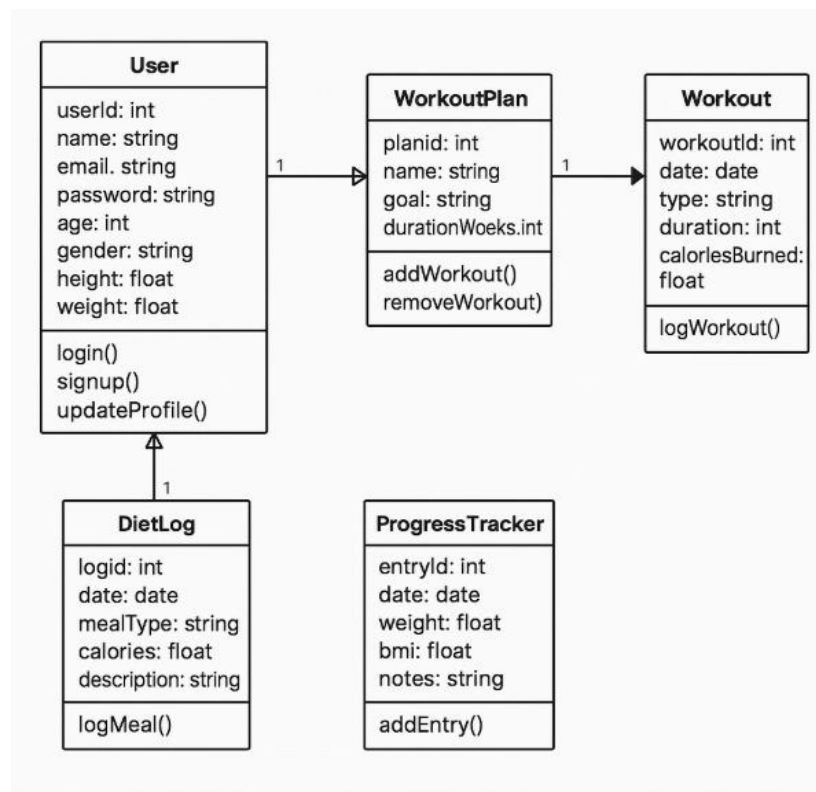 User
userId: int
name: string
email. string
password: string
age: int
gender: string
height: float
weight: float
login()
signup()
updateProfile()
1
WorkoutPlan
planid: int
name: string
goal: string
durationWoeks.int
addWorkout()
removeWorkout)
1
Workout
workoutId: int
date: date
type: string
duration: int
calorlesBurned:
float
logWorkout()
1
DietLog
logid: int
date: date
mealType: string
calories: float
description: string
logMeal()
ProgressTracker
entryId: int
date: date
weight: float
bmi: float
notes: string
addEntry()